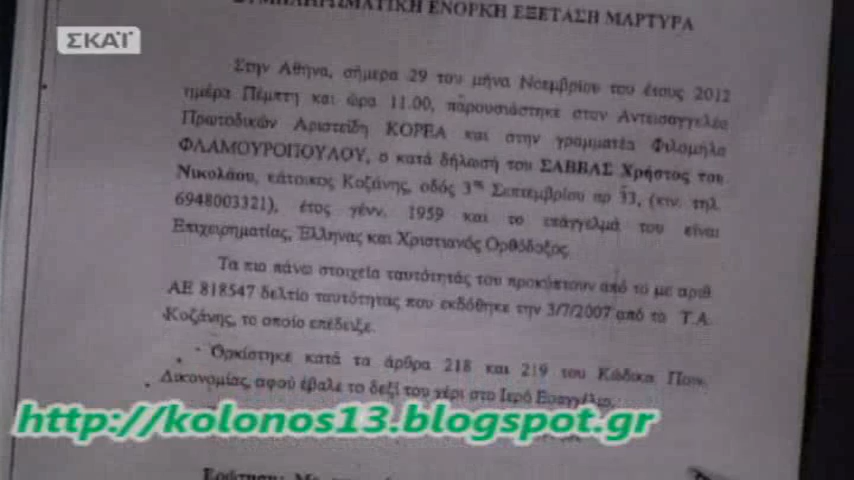 ΣΚΑΪ
ΣΥΜΠΛΗΡΩΜΑΤΙΚΗ ΕΝΟΡΚΗ ΕΞΕΤΑΣΗ ΜΑΡΤΥΡΑ
Στην Αθήνα, σήμερα 29 του μήνα Νοεμβρίου του έτους 2012
ημέρα Πέμπτη και ώρα 11.00, παρουσιάστηκε στον Αντεισαγγελέα
Πρωτοδικών Αριστείδη ΚΟΡΕΑ και στην γραμματέα Φιλομήλα
ΦΛΑΜΟΥΡΟΠΟΥΛΟΥ, ο κατά δήλωσή του ΣΑΒΒΑΣ Χρήστος του
Νικολάου, κάτοικος Κοζάνης, οδός 3ης Σεπτεμβρίου αρ 33, (κιν. τηλ.
6948003321), έτος γένν. 1959 και το επάγγελμά του είναι
Επιχειρηματίας, Έλληνας και Χριστιανός Ορθόδοξος.
Τα πιο πάνω στοιχεία ταυτότητάς του προκύπτουν από το με αριθ.
ΑΕ 818547 δελτίο ταυτότητας που εκδόθηκε την 3/7/2007 από το Τ.Α.
Κοζάνης, το οποίο επέδειξε.
Ορκίστηκε κατά τα άρθρα 218 και 219 του Κώδικα Ποιν.
Δικονομίας, αφού έβαλε το δεξί του χέρι στο Ιερό Ευαγγέλιο.
http://kolonos13.blogspot.gr